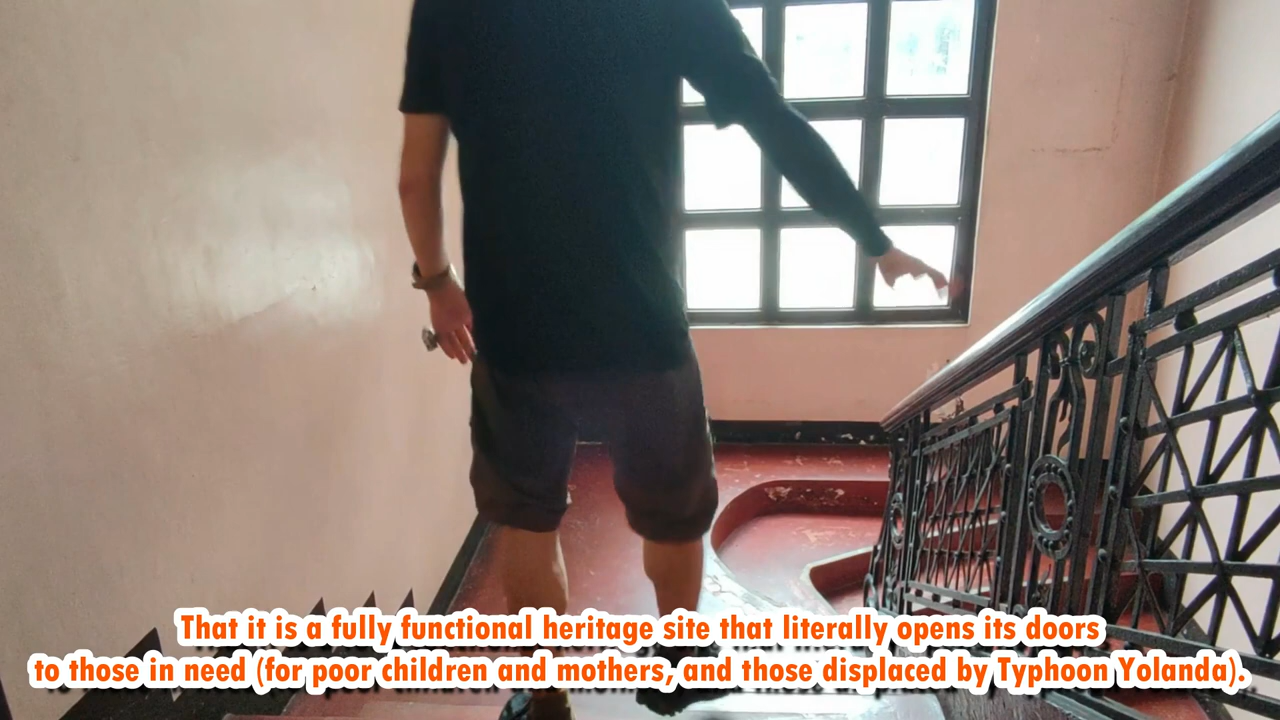 That it is a fully functional heritage site that literally opens its doors
to those in need (for poor children and mothers, and those displaced by Typhoon Yolanda).